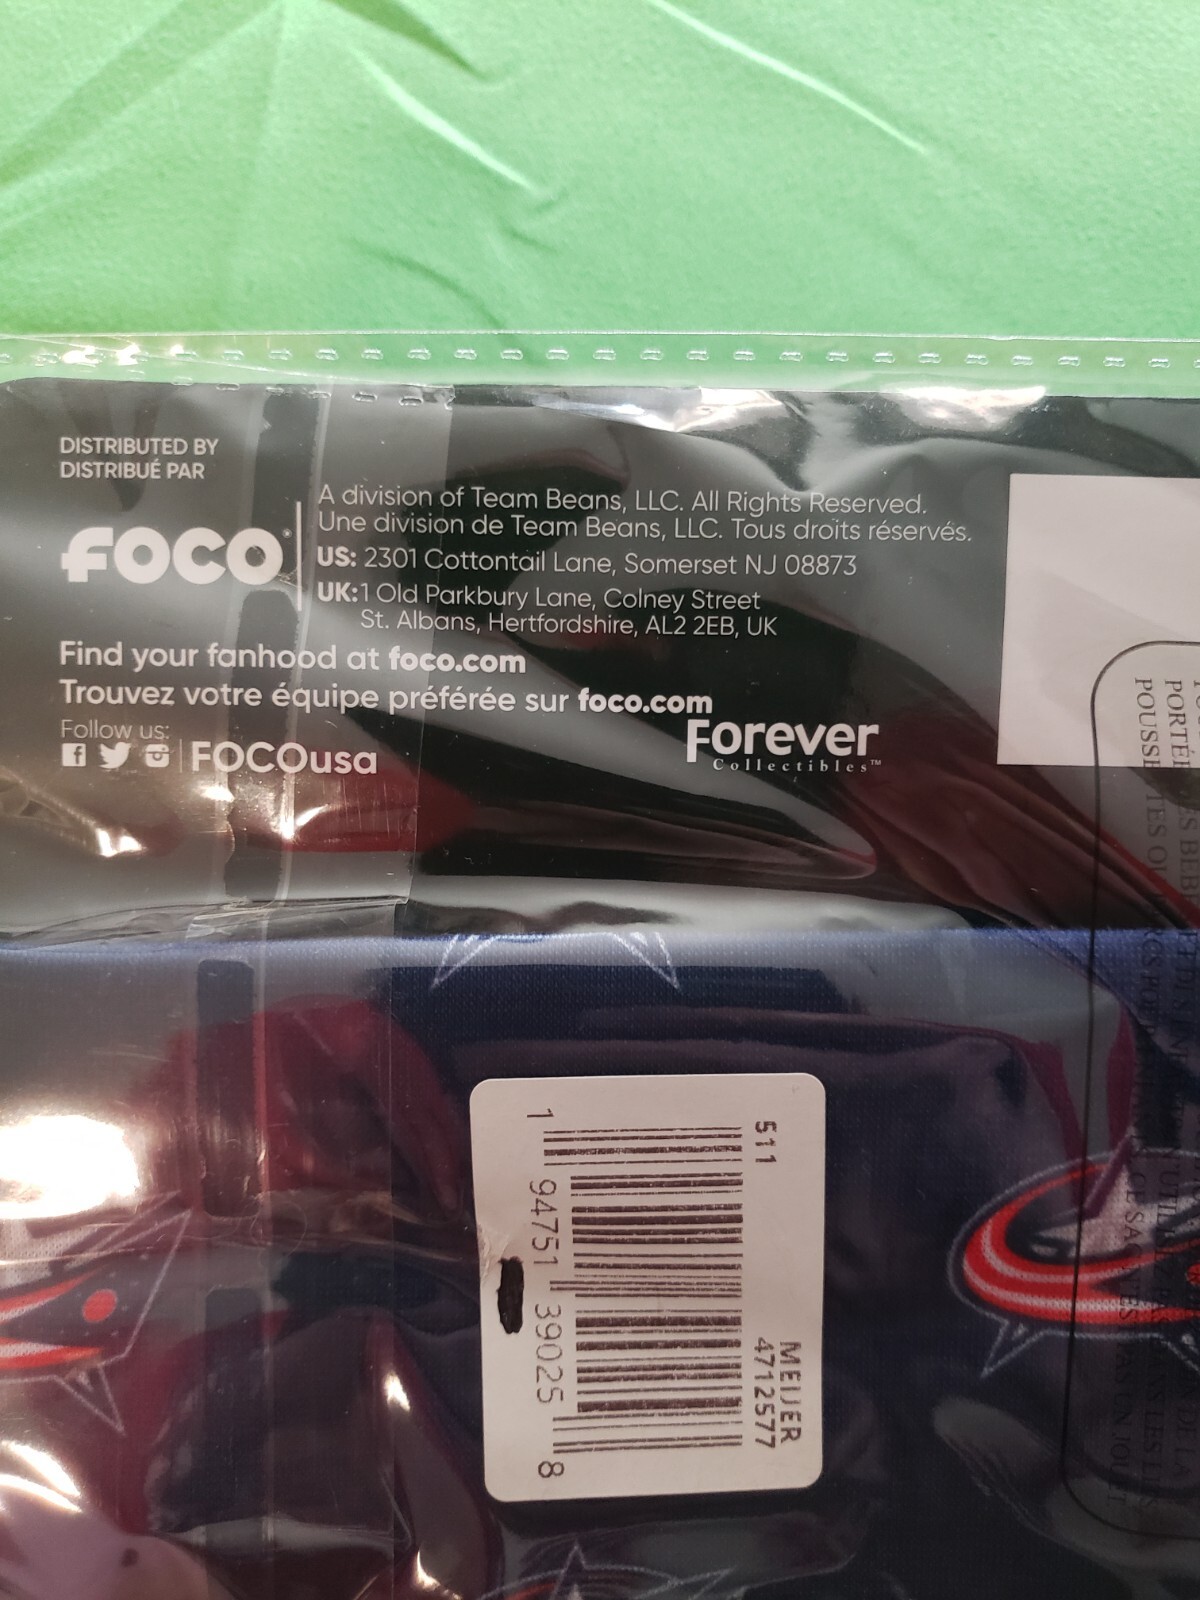 DISTRIBUTED BY
DISTRIBUÉ PAR
FOCO
A division of Team Beans, LLC. All Rights Reserved.
Une division de Team Beans, LLC. Tous droits réservés.
US: 2301 Cottontail Lane, Somerset NJ 08873
UK:1 Old Parkbury Lane, Colney Street
St. Albans, Hertfordshire, AL2 2EB, UK
Find your fanhood at foco.com
Trouvez votre équipe préférée sur foco.com
Follow us:
FOCOusa
Forever
Collectibles™
511
MEIJER
4712577
1 94751 39025 8